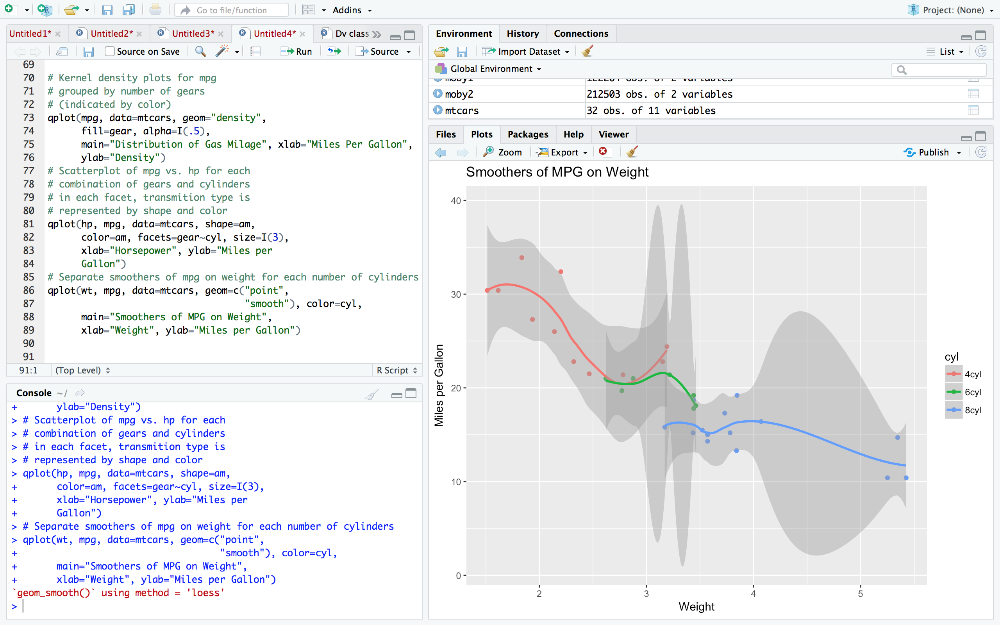 Go to file/function
Addins
Project: (None)
Untitled1*
Untitled2*
Untitled3*
Untitled4*
Dv class
Source on Save
Run
Source
69
70 # Kernel density plots for mpg
71 # grouped by number of gears
72 # (indicated by color)
73 qplot(mpg, data=mtcars, geom="density",
74 fill=gear, alpha=I(.5),
75 main="Distribution of Gas Milage", xlab="Miles Per Gallon",
76 ylab="Density")
77 # Scatterplot of mpg vs. hp for each
78 # combination of gears and cylinders
79 # in each facet, transmition type is
80 # represented by shape and color
81 qplot(hp, mpg, data=mtcars, shape=am,
82 color=am, facets=gear~cyl, size=I(3),
83 xlab="Horsepower", ylab="Miles per
84 Gallon")
85 # Separate smoothers of mpg on weight for each number of cylinders
86 qplot(wt, mpg, data=mtcars, geom=c("point",
87 "smooth"), color=cyl,
88 main="Smoothers of MPG on Weight",
89 xlab="Weight", ylab="Miles per Gallon")
90
91
91:1 (Top Level) R Script
Console ~/
+ ylab="Density")
> # Scatterplot of mpg vs. hp for each
> # combination of gears and cylinders
> # in each facet, transmition type is
> # represented by shape and color
> qplot(hp, mpg, data=mtcars, shape=am,
+ color=am, facets=gear~cyl, size=I(3),
+ xlab="Horsepower", ylab="Miles per
+ Gallon")
> # Separate smoothers of mpg on weight for each number of cylinders
> qplot(wt, mpg, data=mtcars, geom=c("point",
+ "smooth"), color=cyl,
+ main="Smoothers of MPG on Weight",
+ xlab="Weight", ylab="Miles per Gallon")
`geom_smooth()` using method = 'loess'
>
Environment
History
Connections
Import Dataset
List
Global Environment
moby1 122204 obs. of 2 variables
moby2 212503 obs. of 2 variables
mtcars 32 obs. of 11 variables
Files
Plots
Packages
Help
Viewer
Zoom
Export
Publish
Smoothers of MPG on Weight
40
30
20
10
0
Miles per Gallon
2 3 4 5
Weight
cyl
4cyl
6cyl
8cyl